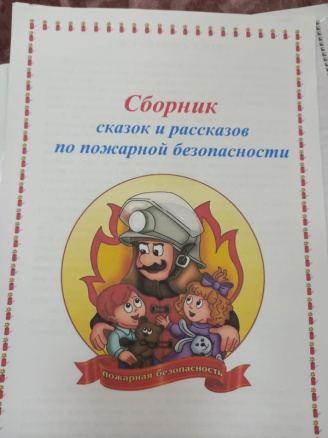 Сборник
сказок и рассказов
по пожарной безопасности
пожарная безопасность